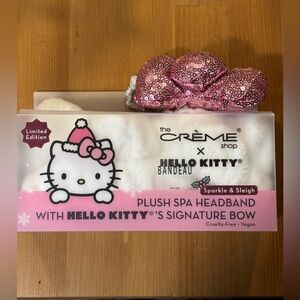 Limited
Edition
the
CRÈME
shop
x
HELLO KITTY®
BANDEAU
Sparkle & Sleigh
PLUSH SPA HEADBAND
WITH HELLO KITTY®'S SIGNATURE BOW
Cruelty-Free • Vegan